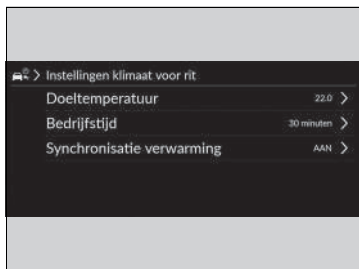 Instellingen klimaat voor rit
Doeltemperatuur 22.0
Bedrijfstijd 30 minuten
Synchronisatie verwarming AAN